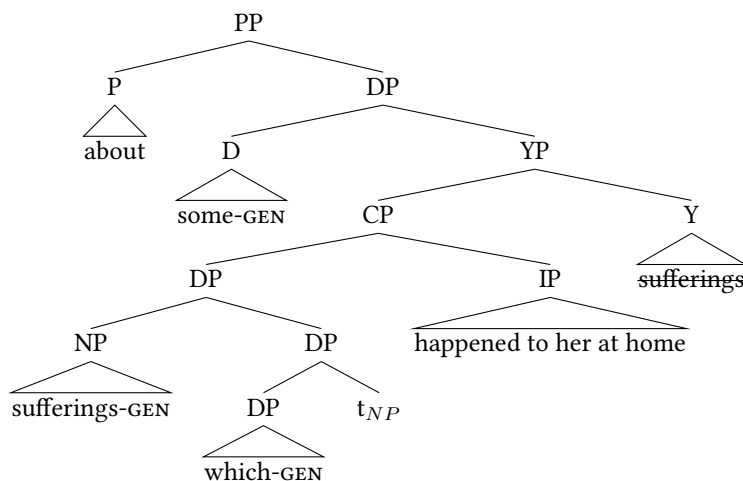 PP
P DP
about D YP
some-GEN CP Y
DP IP sufferings
NP DP happened to her at home
sufferings-GEN DP t_NP
which-GEN